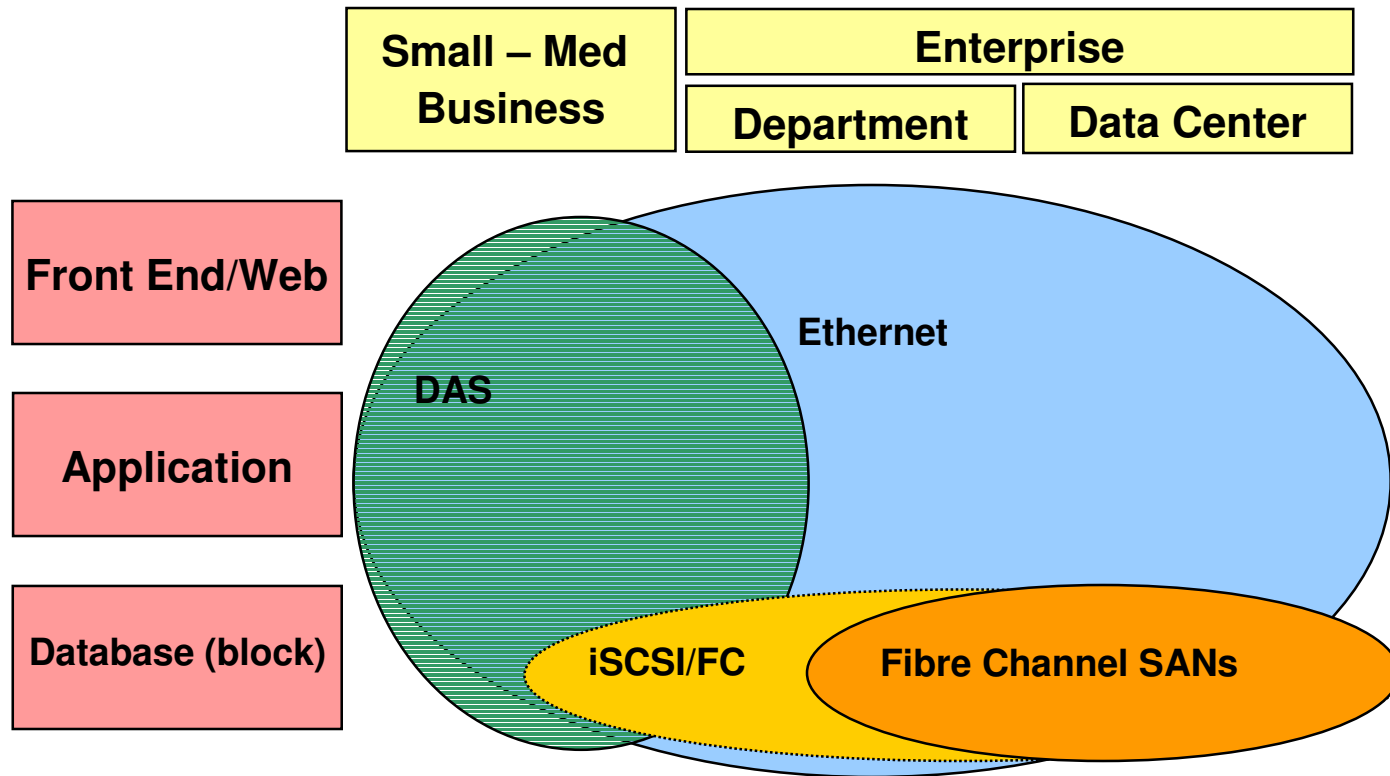 Small – Med
Business
Enterprise
Department
Data Center
Front End/Web
Ethernet
DAS
Application
Database (block)
iSCSI/FC
Fibre Channel SANs